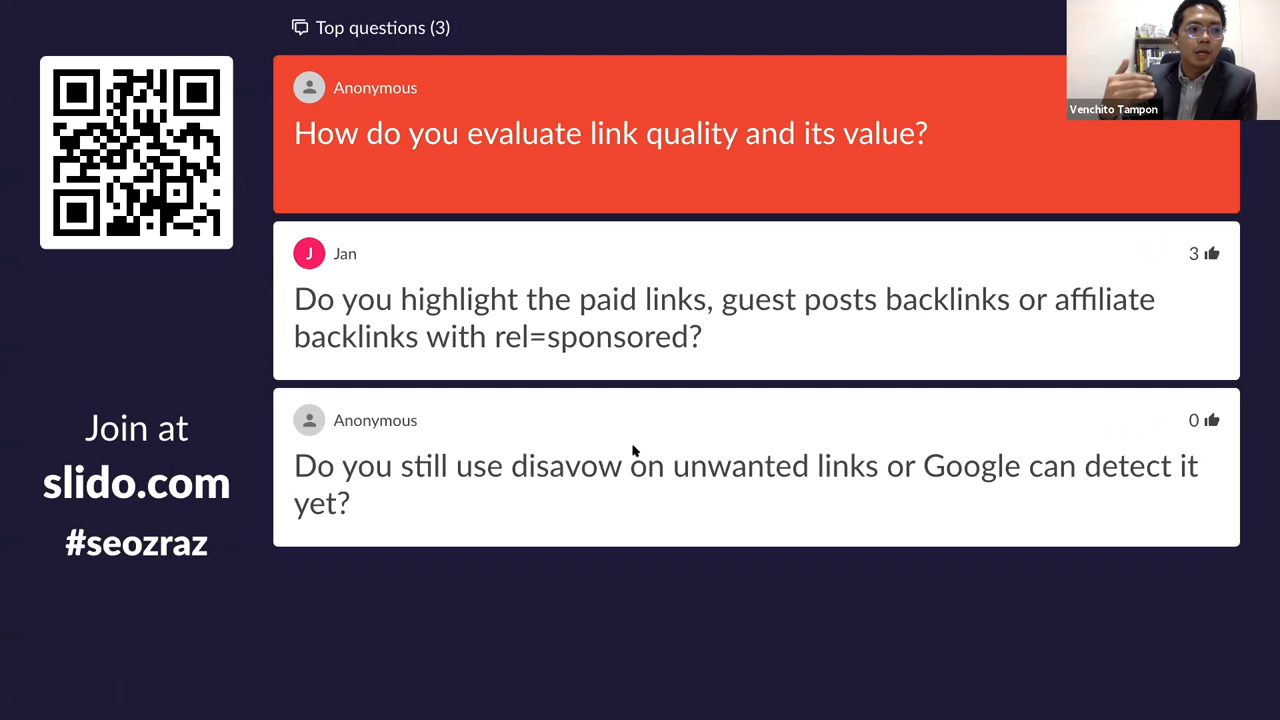 Top questions (3)
Anonymous
How do you evaluate link quality and its value?
Venchito Tampon
J Jan 3
Do you highlight the paid links, guest posts backlinks or affiliate
backlinks with rel=sponsored?
Anonymous 0
Do you still use disavow on unwanted links or Google can detect it
yet?
Join at
slido.com
#seozraz